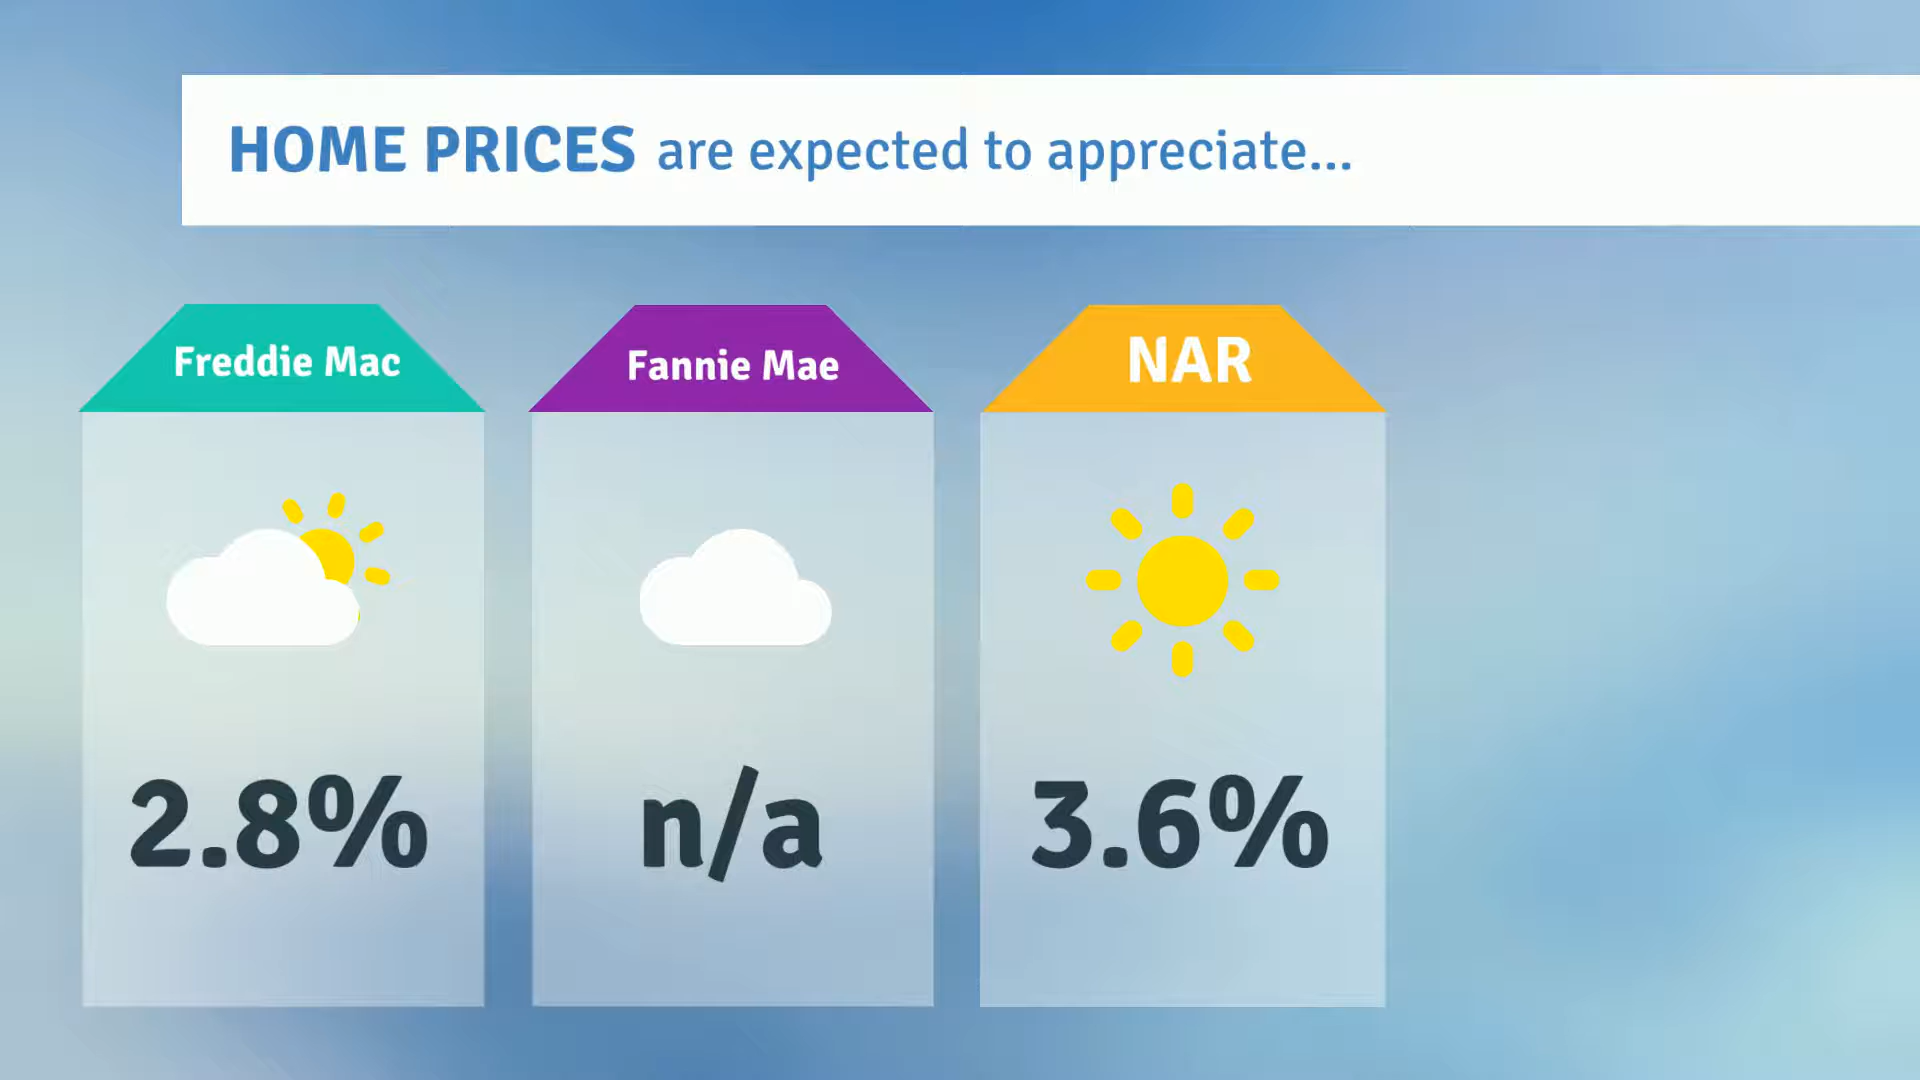 HOME PRICES are expected to appreciate...
Freddie Mac
Fannie Mae
NAR
2.8%
n/a
3.6%